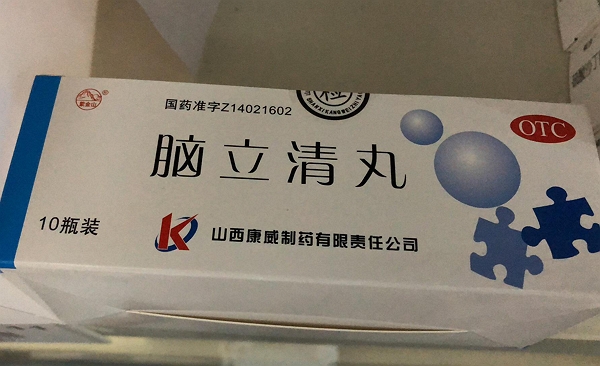 国药准字Z14021602
OTC
脑立清丸
10瓶装
山西康威制药有限责任公司